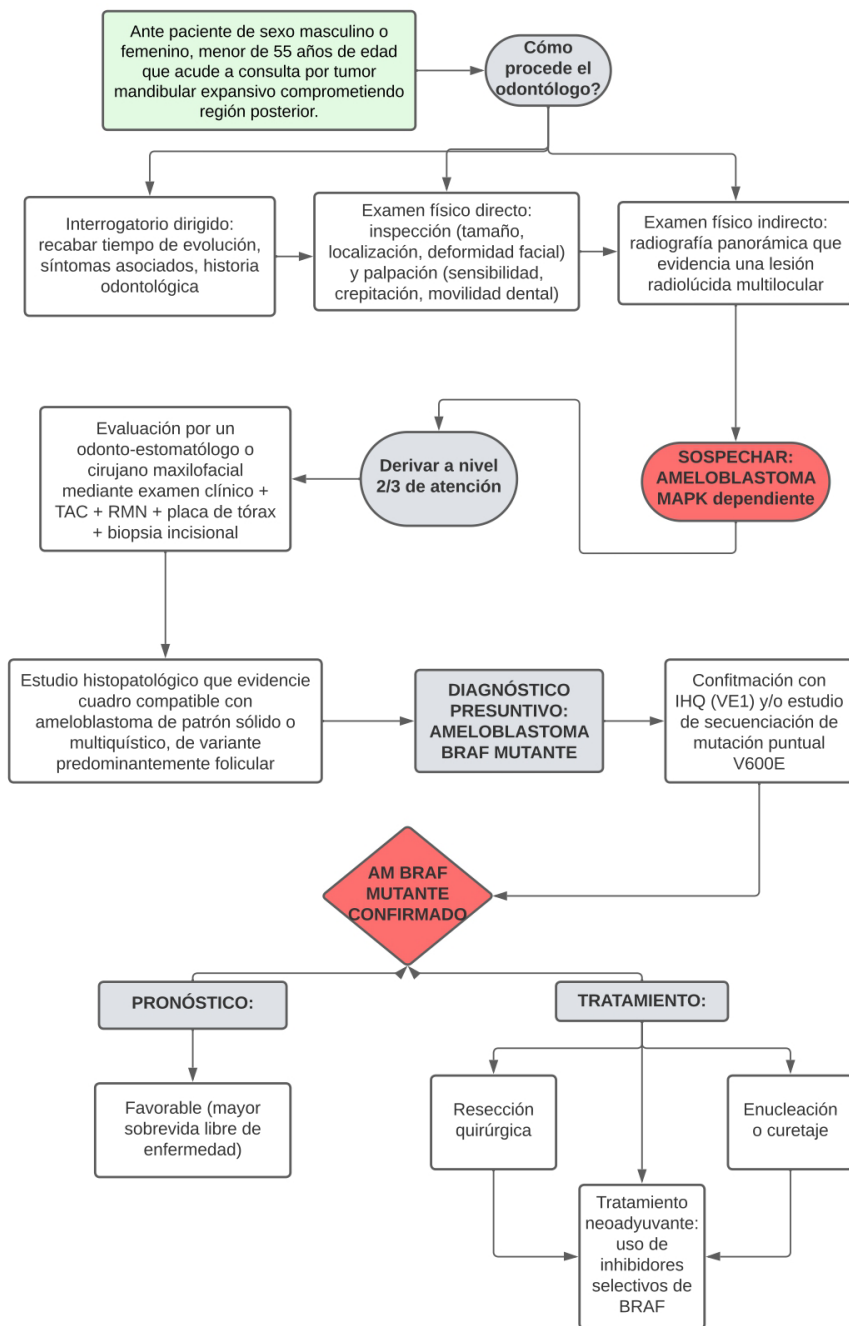 Ante paciente de sexo masculino o
femenino, menor de 55 años de edad
que acude a consulta por tumor
mandibular expansivo comprometiendo
región posterior.
Cómo
procede el
odontólogo?
Interrogatorio dirigido:
recabar tiempo de evolución,
síntomas asociados, historia
odontológica
Examen físico directo:
inspección (tamaño,
localización, deformidad facial)
y palpación (sensibilidad,
crepitación, movilidad dental)
Examen físico indirecto:
radiografía panorámica que
evidencia una lesión
radiolúcida multilocular
SOSPECHAR:
AMELOBLASTOMA
MAPK dependiente
Derivar a nivel
2/3 de atención
Evaluación por un
odonto-estomatólogo o
cirujano maxilofacial
mediante examen clínico +
TAC + RMN + placa de tórax
+ biopsia incisional
Estudio histopatológico que evidencie
cuadro compatible con
ameloblastoma de patrón sólido o
multiquístico, de variante
predominantemente folicular
DIAGNÓSTICO
PRESUNTIVO:
AMELOBLASTOMA
BRAF MUTANTE
Confitmación con
IHQ (VE1) y/o estudio
de secuenciación de
mutación puntual
V600E
AM BRAF
MUTANTE
CONFIRMADO
PRONÓSTICO:
Favorable (mayor
sobrevida libre de
enfermedad)
TRATAMIENTO:
Resección
quirúrgica
Enucleación
o curetaje
Tratamiento
neoadyuvante:
uso de
inhibidores
selectivos de
BRAF